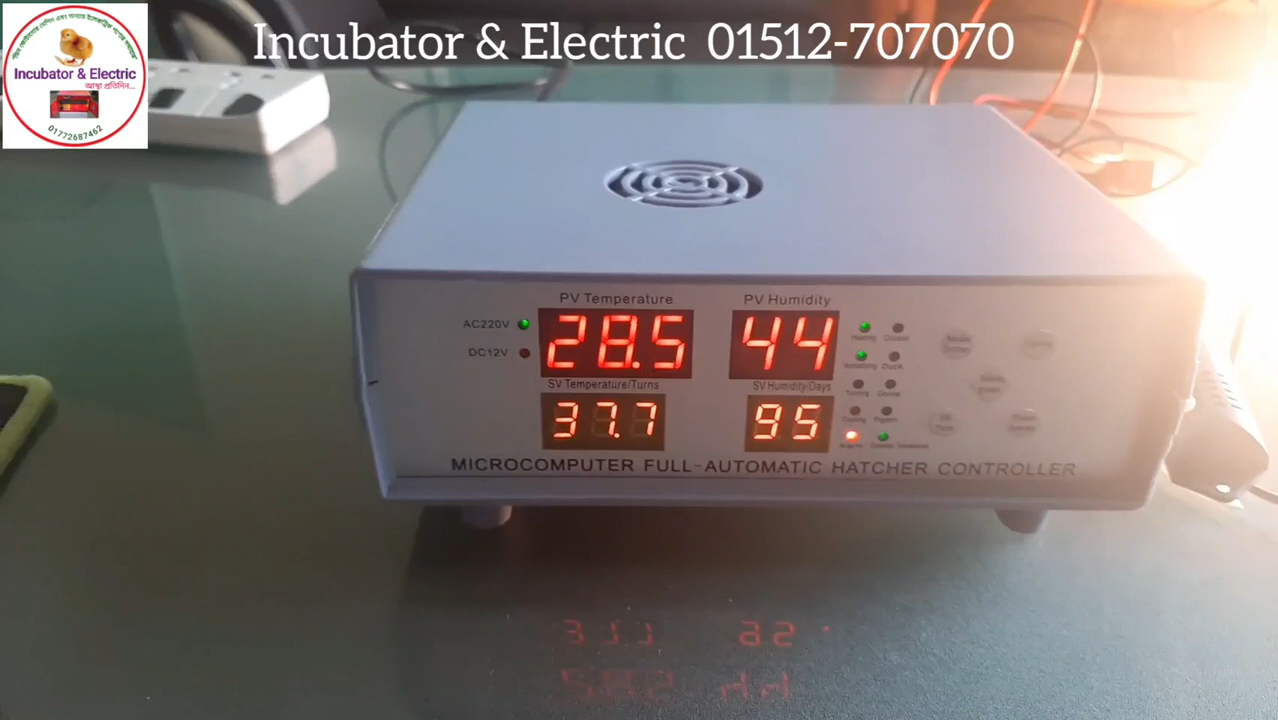 Incubator & Electric 01512-707070
Incubator & Electric
আস্থা প্রতিদিন...
01772687462
PV Temperature
PV Humidity
AC220V
28.5
44
DC12V
SV Temperature/Turns
SV Humidity/Days
37.7
95
Heating
Chicken
Humidifying
Duck
Turning
Goose
Cooling
Pigeon
MICROCOMPUTER FULL-AUTOMATIC HATCHER CONTROLLER